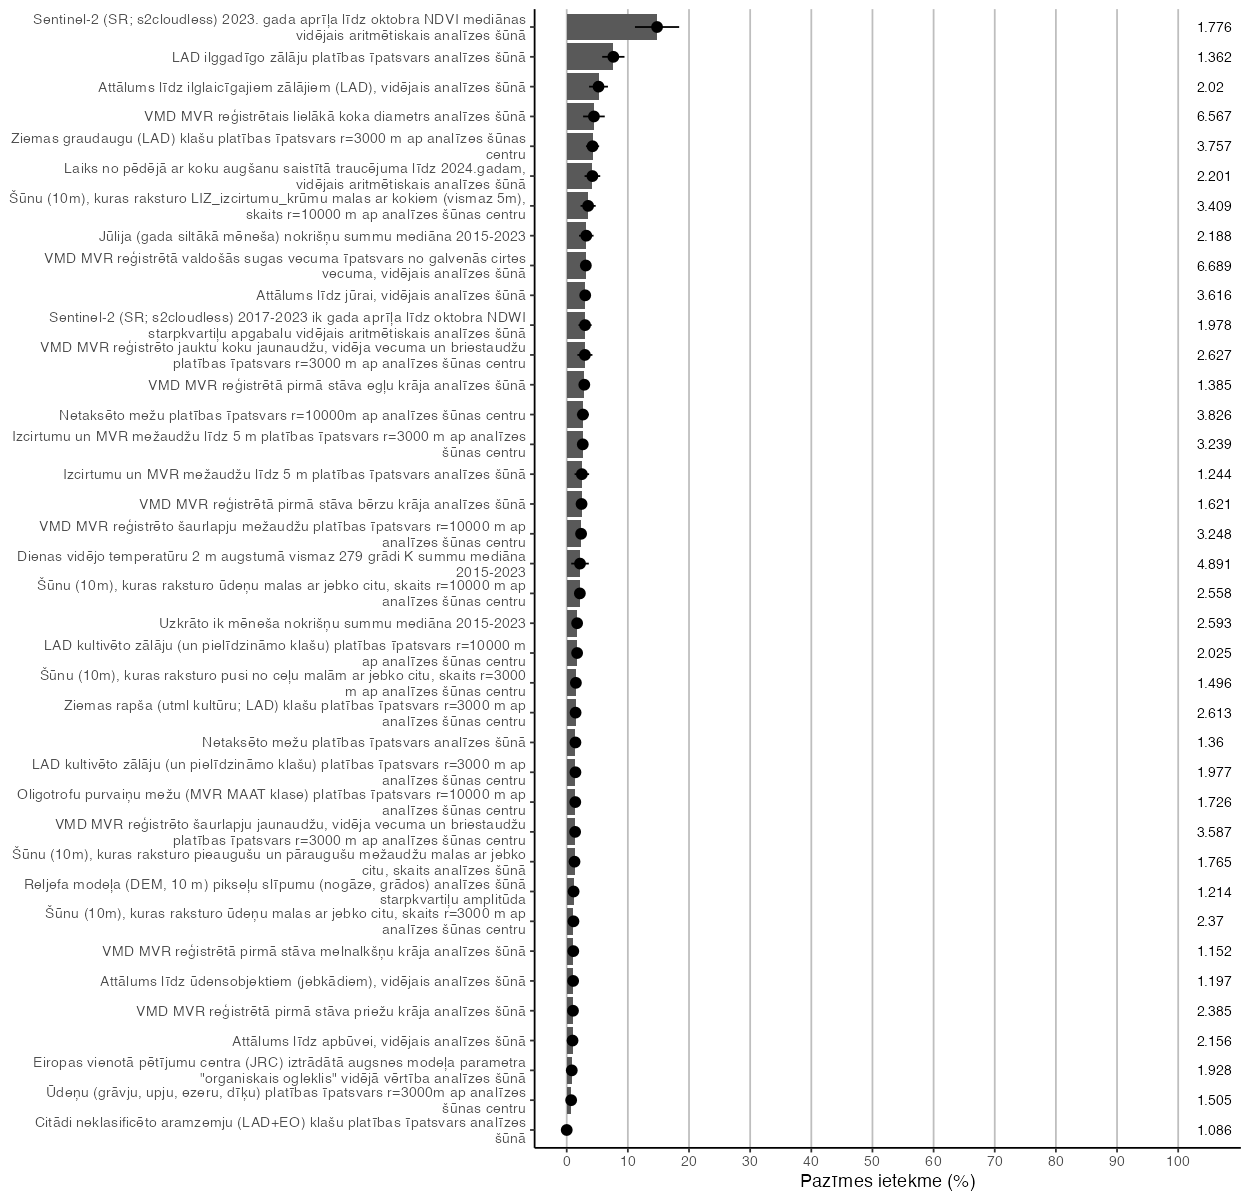 Sentinel-2 (SR; s2cloudless) 2023. gada aprīļa līdz oktobra NDVI mediānas
vidējais aritmētiskais analīzes šūnā
1.776
LAD ilggadīgo zālāju platības īpatsvars analīzes šūnā
1.362
Attālums līdz ilglaicīgajiem zālājiem (LAD), vidējais analīzes šūnā
2.02
VMD MVR reģistrētais lielākā koka diametrs analīzes šūnā
6.567
Ziemas graudaugu (LAD) klašu platības īpatsvars r=3000 m ap analīzes šūnas
centru
3.757
Laiks no pēdējā ar koku augšanu saistītā traucējuma līdz 2024.gadam,
vidējais aritmētiskais analīzes šūnā
2.201
Šūnu (10m), kuras raksturo LIZ_izcirtumu_krūmu malas ar kokiem (vismaz 5m),
skaits r=10000 m ap analīzes šūnas centru
3.409
Jūlija (gada siltākā mēneša) nokrišņu summu mediāna 2015-2023
2.188
VMD MVR reģistrētā valdošās sugas vecuma īpatsvars no galvenās cirtes
vecuma, vidējais analīzes šūnā
6.689
Attālums līdz jūrai, vidējais analīzes šūnā
3.616
Sentinel-2 (SR; s2cloudless) 2017-2023 ik gada aprīļa līdz oktobra NDWI
starpkvartiļu apgabalu vidējais aritmētiskais analīzes šūnā
1.978
VMD MVR reģistrēto jauktu koku jaunaudžu, vidēja vecuma un briestaudžu
platības īpatsvars r=3000 m ap analīzes šūnas centru
2.627
VMD MVR reģistrētā pirmā stāva egļu krāja analīzes šūnā
1.385
Netaksēto mežu platības īpatsvars r=10000m ap analīzes šūnas centru
3.826
Izcirtumu un MVR mežaudžu līdz 5 m platības īpatsvars r=3000 m ap analīzes
šūnas centru
3.239
Izcirtumu un MVR mežaudžu līdz 5 m platības īpatsvars analīzes šūnā
1.244
VMD MVR reģistrētā pirmā stāva bērzu krāja analīzes šūnā
1.621
VMD MVR reģistrēto šaurlapju mežaudžu platības īpatsvars r=10000 m ap
analīzes šūnas centru
3.248
Dienas vidējo temperatūru 2 m augstumā vismaz 279 grādi K summu mediāna
2015-2023
4.891
Šūnu (10m), kuras raksturo ūdeņu malas ar jebko citu, skaits r=10000 m ap
analīzes šūnas centru
2.558
Uzkrāto ik mēneša nokrišņu summu mediāna 2015-2023
2.593
LAD kultivēto zālāju (un pielīdzināmo klašu) platības īpatsvars r=10000 m
ap analīzes šūnas centru
2.025
Šūnu (10m), kuras raksturo pusi no ceļu malām ar jebko citu, skaits r=3000
m ap analīzes šūnas centru
1.496
Ziemas rapša (utml kultūru; LAD) klašu platības īpatsvars r=3000 m ap
analīzes šūnas centru
2.613
Netaksēto mežu platības īpatsvars analīzes šūnā
1.36
LAD kultivēto zālāju (un pielīdzināmo klašu) platības īpatsvars r=3000 m ap
analīzes šūnas centru
1.977
Oligotrofu purvaiņu mežu (MVR MAAT klase) platības īpatsvars r=10000 m ap
analīzes šūnas centru
1.726
VMD MVR reģistrēto šaurlapju jaunaudžu, vidēja vecuma un briestaudžu
platības īpatsvars r=3000 m ap analīzes šūnas centru
3.587
Šūnu (10m), kuras raksturo pieaugušu un pāraugušu mežaudžu malas ar jebko
citu, skaits analīzes šūnā
1.765
Reljefa modeļa (DEM, 10 m) pikseļu slīpumu (nogāze, grādos) analīzes šūnā
starpkvartiļu amplitūda
1.214
Šūnu (10m), kuras raksturo ūdeņu malas ar jebko citu, skaits r=3000 m ap
analīzes šūnas centru
2.37
VMD MVR reģistrētā pirmā stāva melnalkšņu krāja analīzes šūnā
1.152
Attālums līdz ūdensobjektiem (jebkādiem), vidējais analīzes šūnā
1.197
VMD MVR reģistrētā pirmā stāva priežu krāja analīzes šūnā
2.385
Attālums līdz apbūvei, vidējais analīzes šūnā
2.156
Eiropas vienotā pētījumu centra (JRC) iztrādātā augsnes modeļa parametra
"organiskais ogleklis" vidējā vērtība analīzes šūnā
1.928
Ūdeņu (grāvju, upju, ezeru, dīķu) platības īpatsvars r=3000m ap analīzes
šūnas centru
1.505
Citādi neklasificēto aramzemju (LAD+EO) klašu platības īpatsvars analīzes
šūnā
1.086
0 10 20 30 40 50 60 70 80 90 100
Pazīmes ietekme (%)